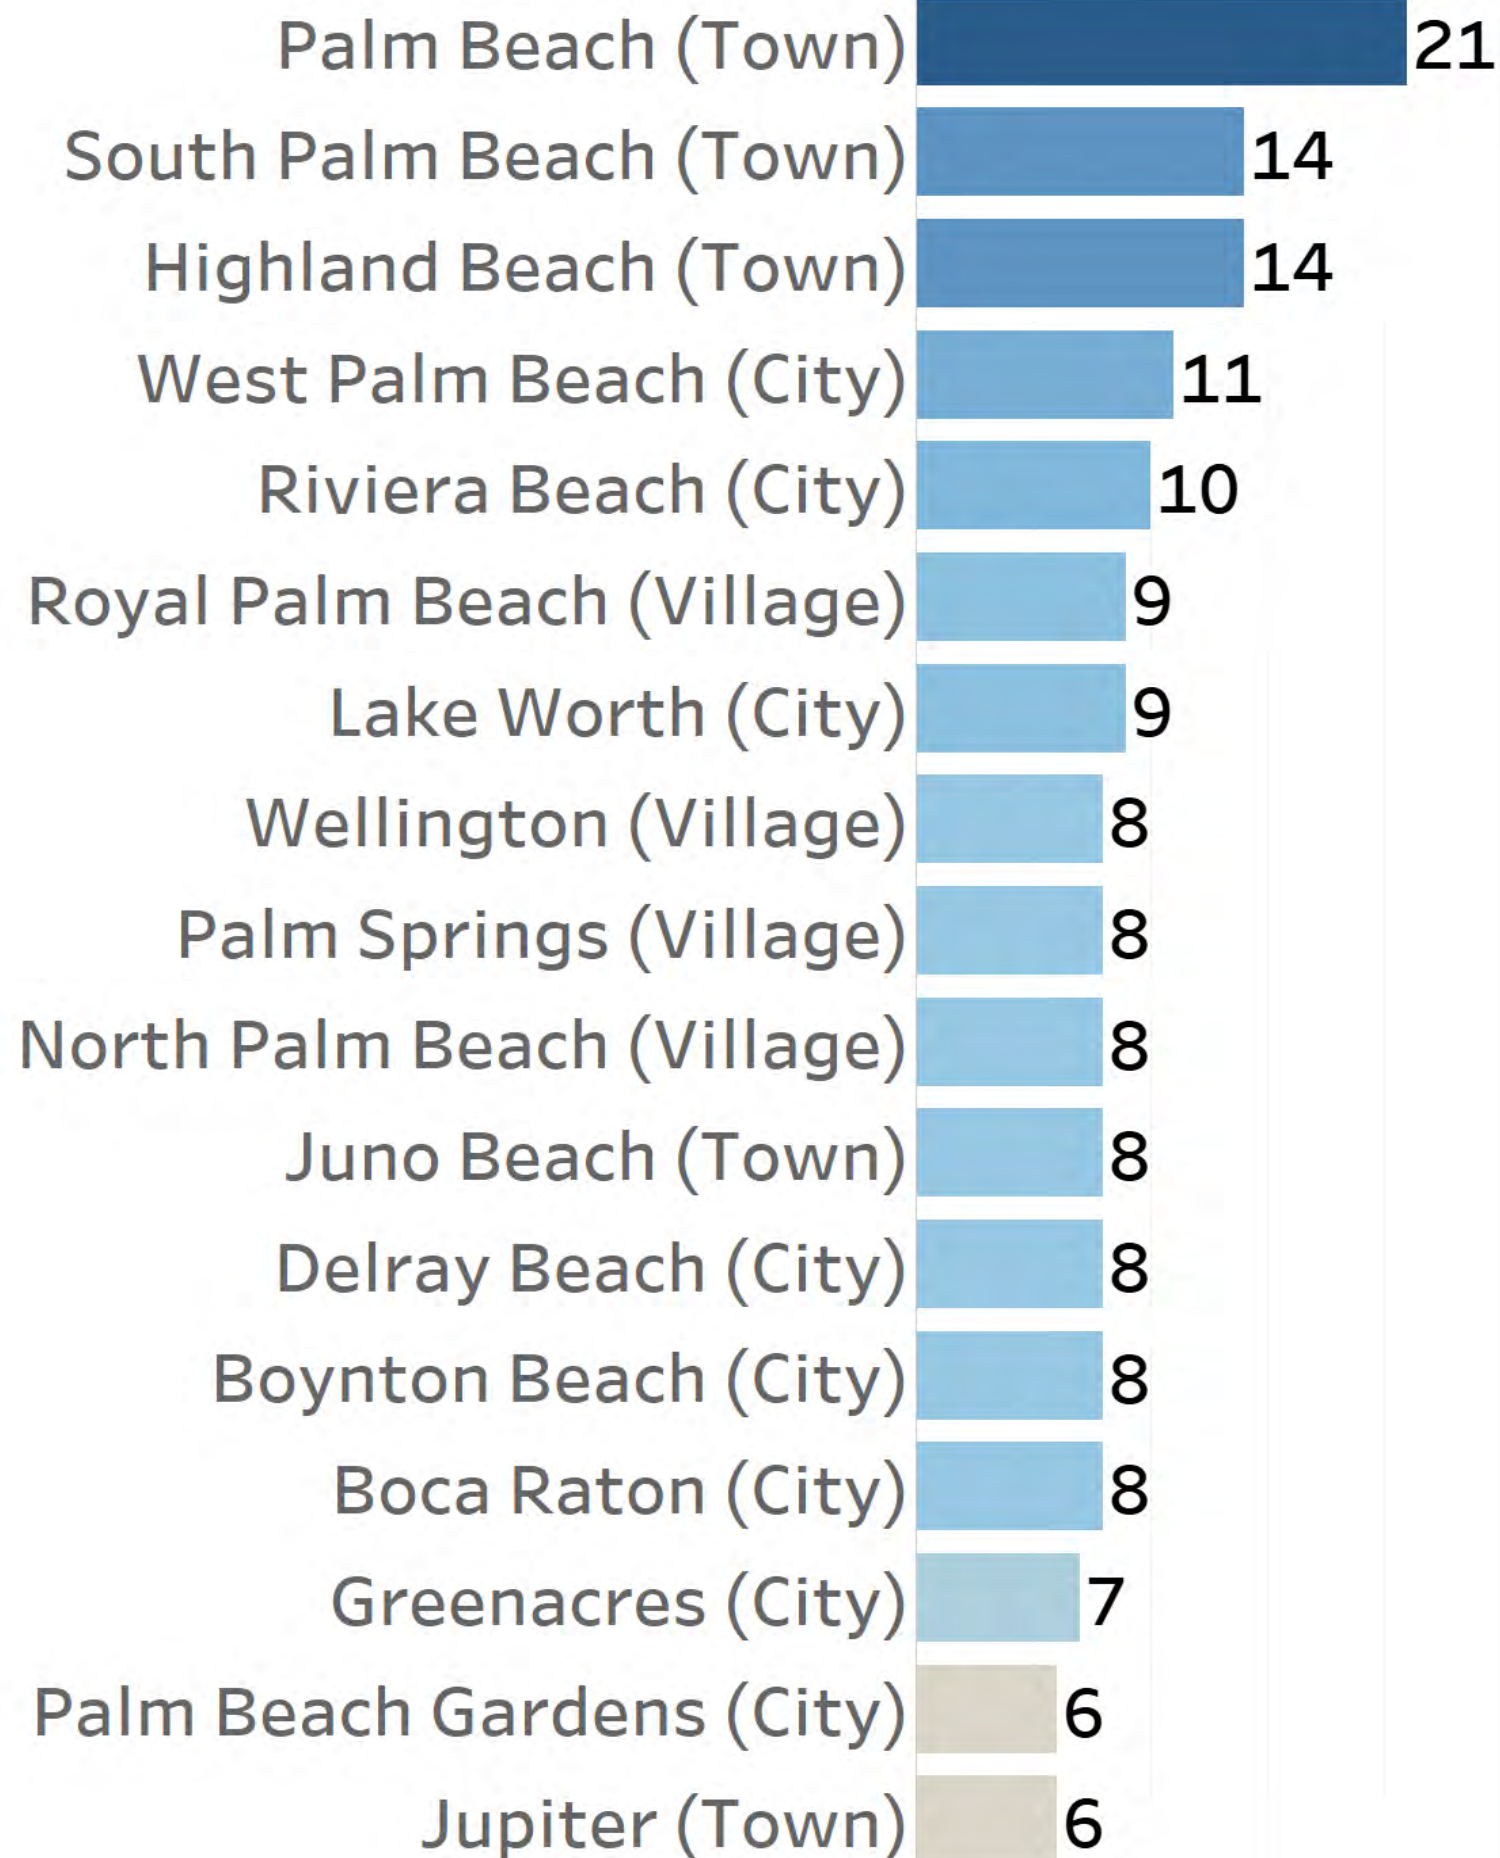 Palm Beach (Town) 21
South Palm Beach (Town) 14
Highland Beach (Town) 14
West Palm Beach (City) 11
Riviera Beach (City) 10
Royal Palm Beach (Village) 9
Lake Worth (City) 9
Wellington (Village) 8
Palm Springs (Village) 8
North Palm Beach (Village) 8
Juno Beach (Town) 8
Delray Beach (City) 8
Boynton Beach (City) 8
Boca Raton (City) 8
Greenacres (City) 7
Palm Beach Gardens (City) 6
Jupiter (Town) 6